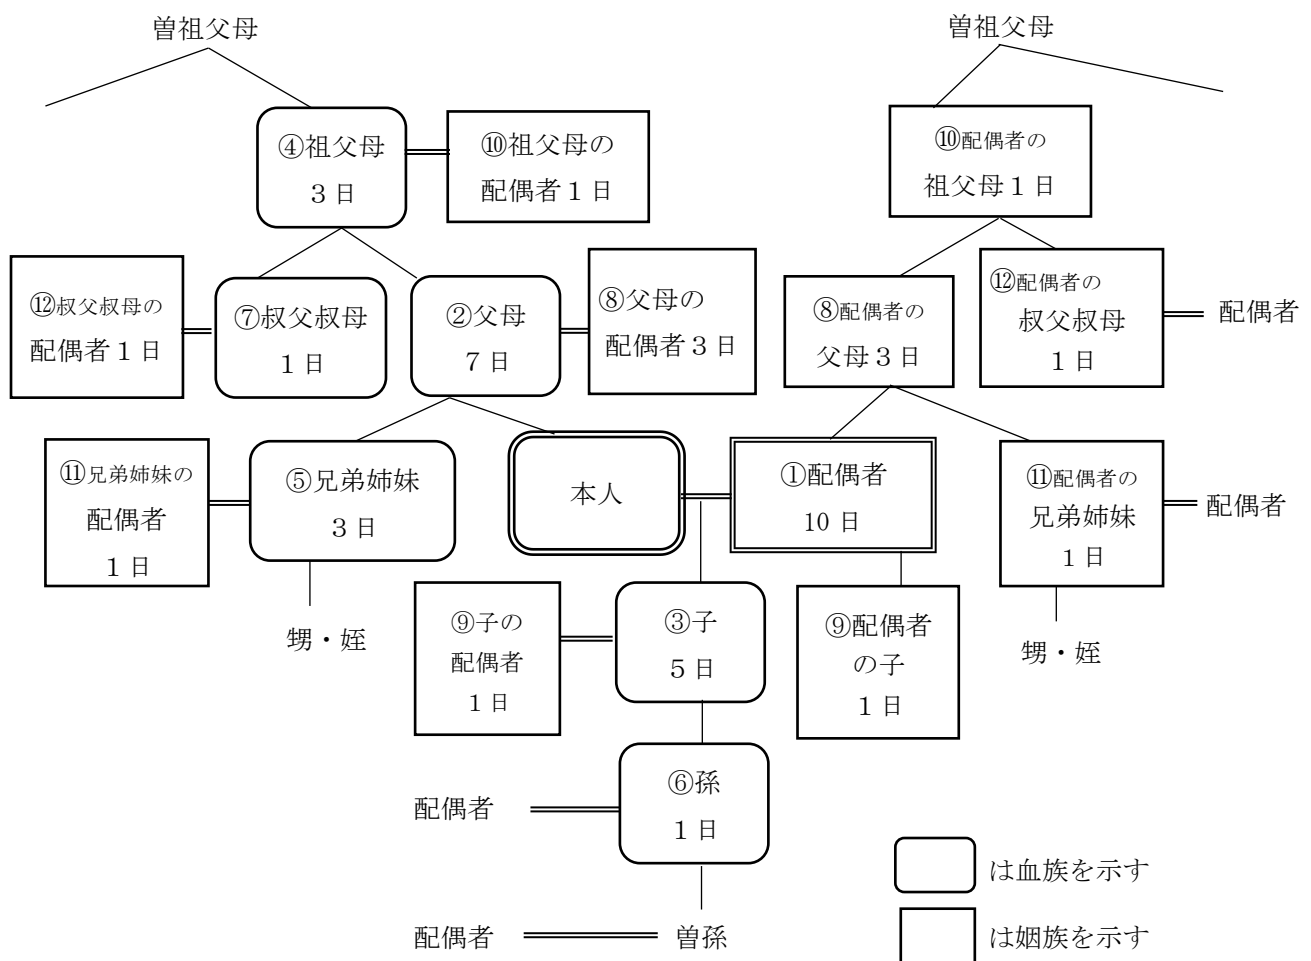 曽祖父母
曽祖父母
④祖父母
３日
⑩祖父母の
配偶者１日
⑩配偶者の
祖父母１日
⑫叔父叔母の
配偶者１日
⑦叔父叔母
１日
②父母
７日
⑧父母の
配偶者３日
⑧配偶者の
父母３日
⑫配偶者の
叔父叔母
１日
配偶者
⑪兄弟姉妹の
配偶者
１日
⑤兄弟姉妹
３日
本人
①配偶者
10日
⑪配偶者の
兄弟姉妹
１日
配偶者
甥・姪
⑨子の
配偶者
１日
③子
５日
⑨配偶者
の子
１日
甥・姪
配偶者
⑥孫
１日
は血族を示す
配偶者
曽孫
は姻族を示す